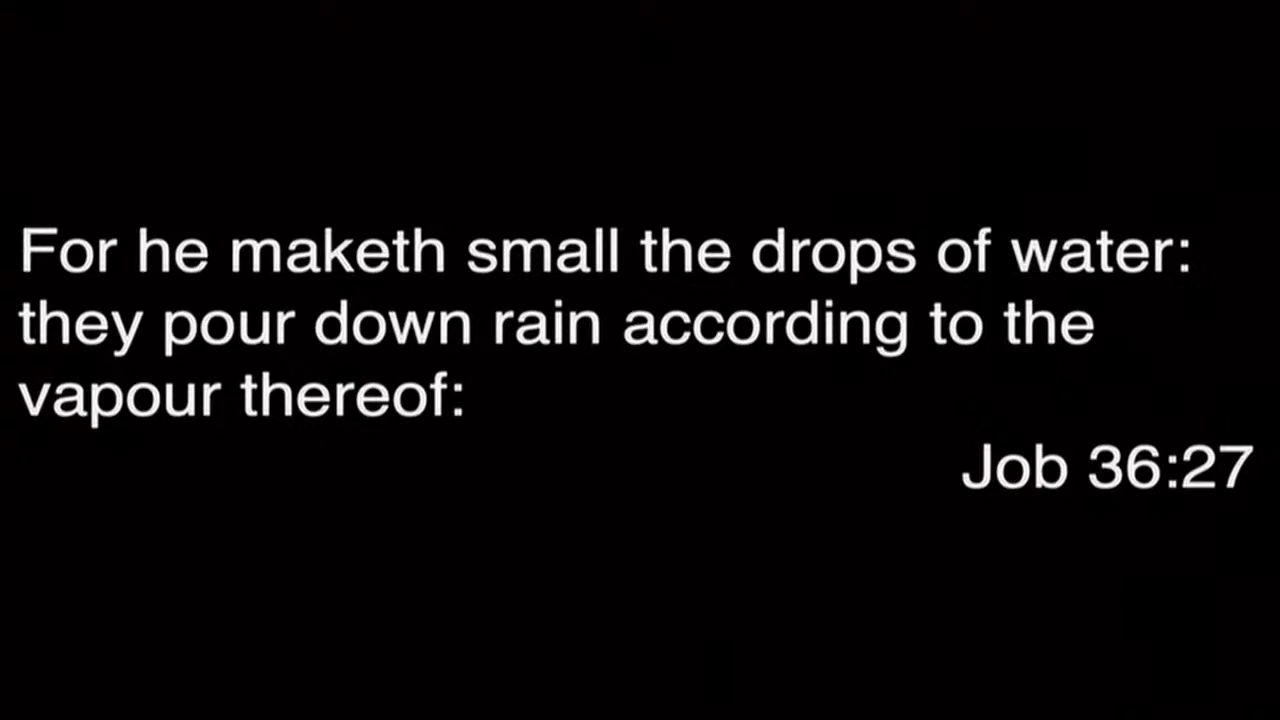 For he maketh small the drops of water:
they pour down rain according to the
vapour thereof:
Job 36:27